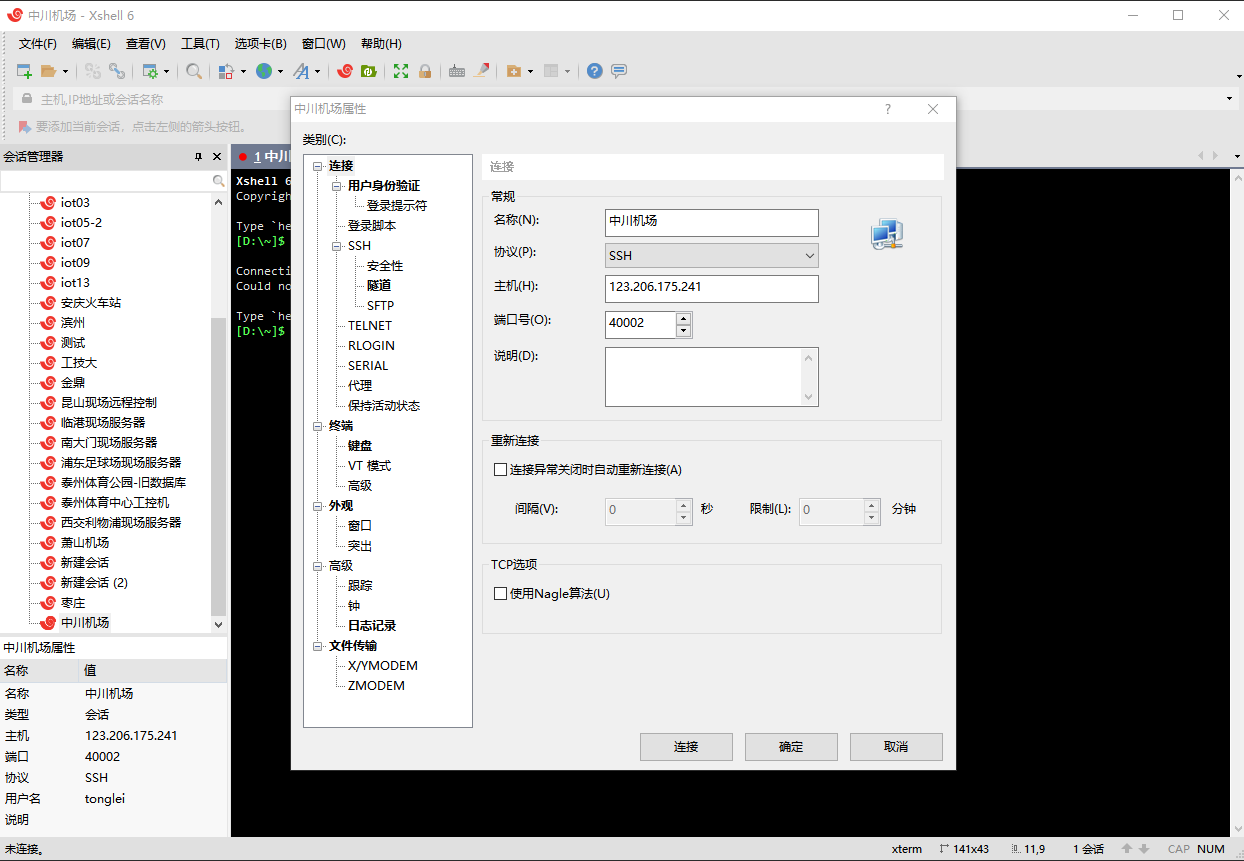 中川机场 - Xshell 6
文件(F) 编辑(E) 查看(V) 工具(T) 选项卡(B) 窗口(W) 帮助(H)
主机,IP地址或会话名称
要添加当前会话，点击左侧的箭头按钮。
会话管理器
iot03
iot05-2
iot07
iot09
iot13
安庆火车站
滨州
测试
工技大
金鼎
昆山现场远程控制
临港现场服务器
南大门现场服务器
浦东足球场现场服务器
泰州体育公园-旧数据库
泰州体育中心工控机
西交利物浦现场服务器
萧山机场
新建会话
新建会话 (2)
枣庄
中川机场
中川机场属性
名称 值
名称 中川机场
类型 会话
主机 123.206.175.241
端口 40002
协议 SSH
用户名 tonglei
说明
1 中川
Xshell 6
Copyrigh
Type `he
[D:\~]$
Connecti
Could no
Type `he
[D:\~]$
中川机场属性
?
类别(C):
连接
用户身份验证
登录提示符
登录脚本
SSH
安全性
隧道
SFTP
TELNET
RLOGIN
SERIAL
代理
保持活动状态
终端
键盘
VT 模式
高级
外观
窗口
突出
高级
跟踪
钟
日志记录
文件传输
X/YMODEM
ZMODEM
连接
常规
名称(N): 中川机场
协议(P): SSH
主机(H): 123.206.175.241
端口号(O): 40002
说明(D):
重新连接
连接异常关闭时自动重新连接(A)
间隔(V): 0 秒 限制(L): 0 分钟
TCP选项
使用Nagle算法(U)
连接 确定 取消
未连接。 xterm 141x43 11,9 1 会话 CAP NUM